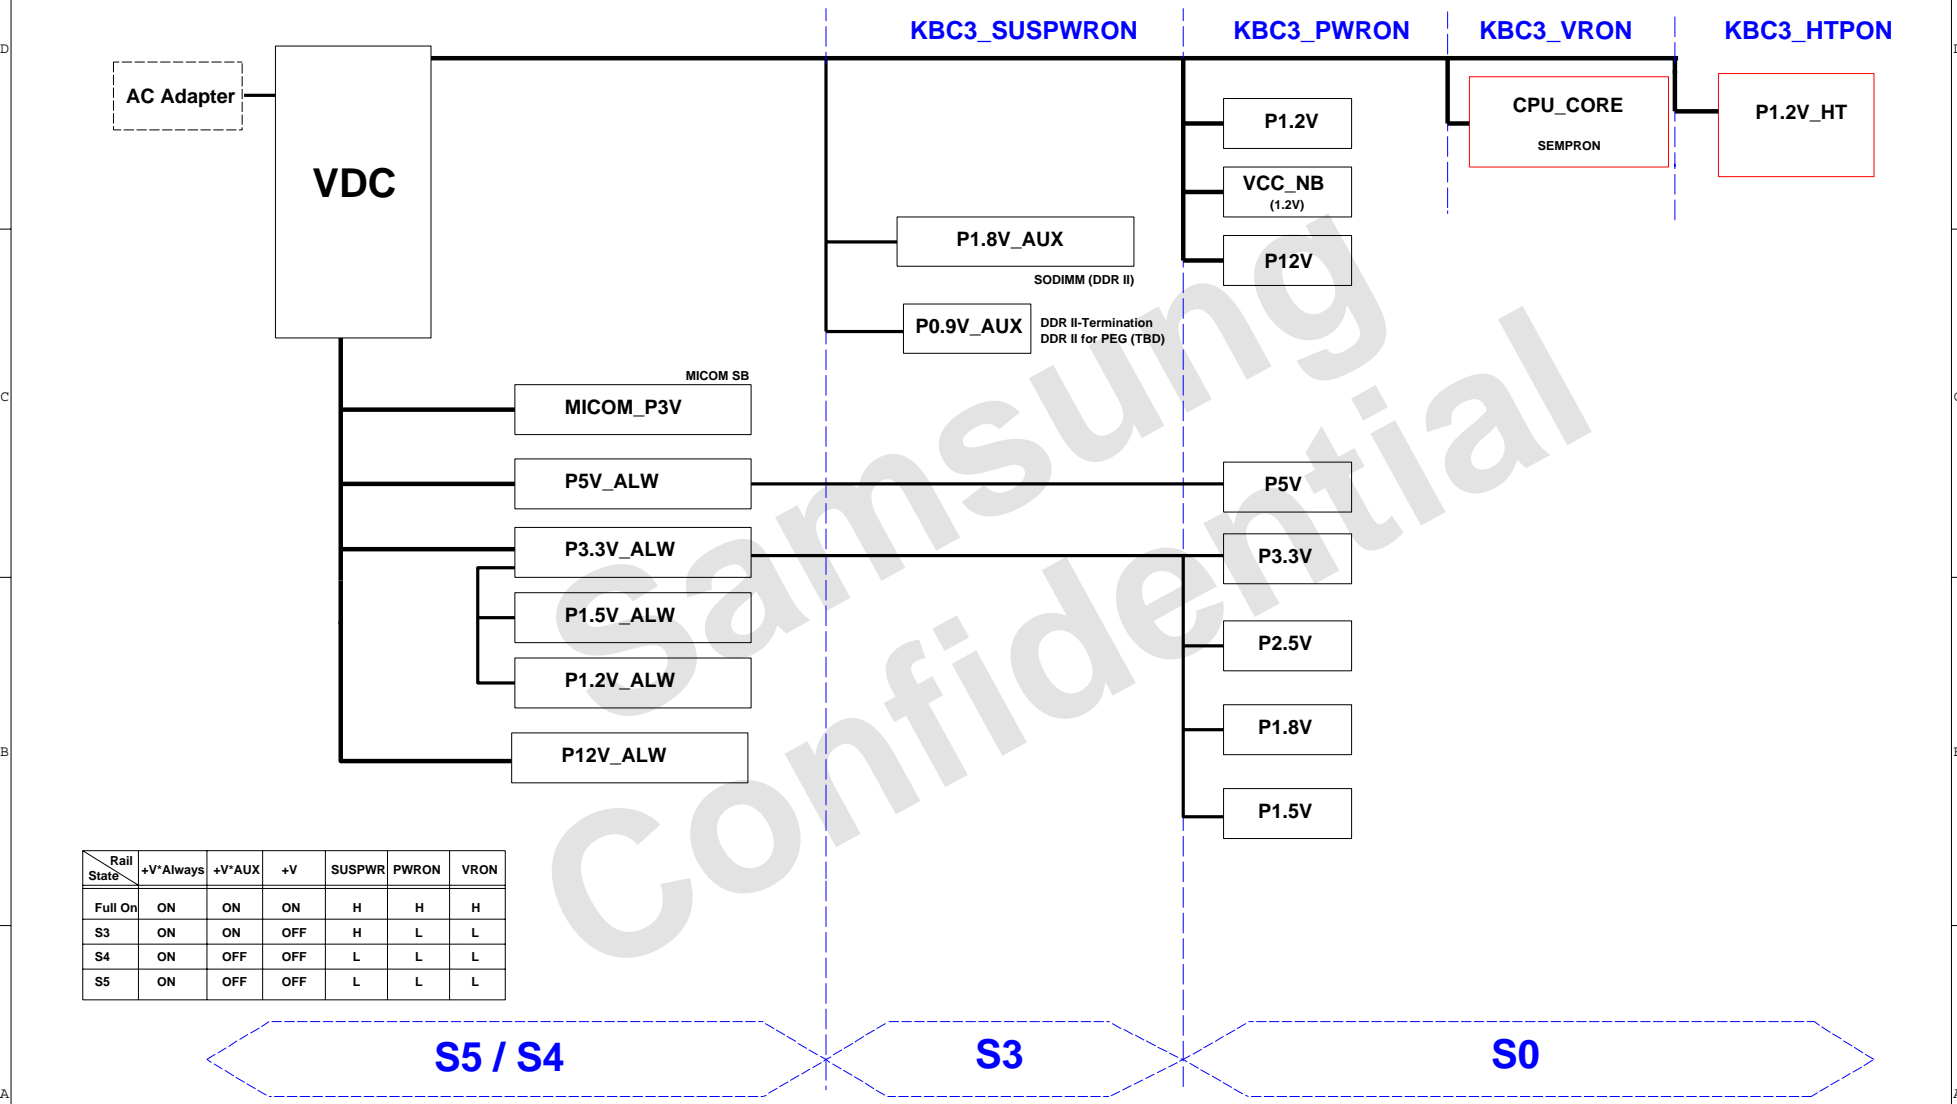 KBC3_SUSPWRON KBC3_PWRON KBC3_VRON KBC3_HTPON
D
AC Adapter
VDC
P1.2V
CPU_CORE
SEMPRON
P1.2V_HT
VCC_NB
(1.2V)
P1.8V_AUX
SODIMM (DDR II)
P12V
P0.9V_AUX
DDR II-Termination
DDR II for PEG (TBD)
MICOM SB
C
MICOM_P3V
P5V_ALW
P5V
P3.3V_ALW
P3.3V
P1.5V_ALW
P2.5V
P1.2V_ALW
P1.8V
B
P12V_ALW
P1.5V
Samsung
Confidential
Rail
State +V*Always +V*AUX +V SUSPWR PWRON VRON
Full On ON ON ON H H H
S3 ON ON OFF H L L
S4 ON OFF OFF L L L
S5 ON OFF OFF L L L
S5 / S4 S3 S0
A